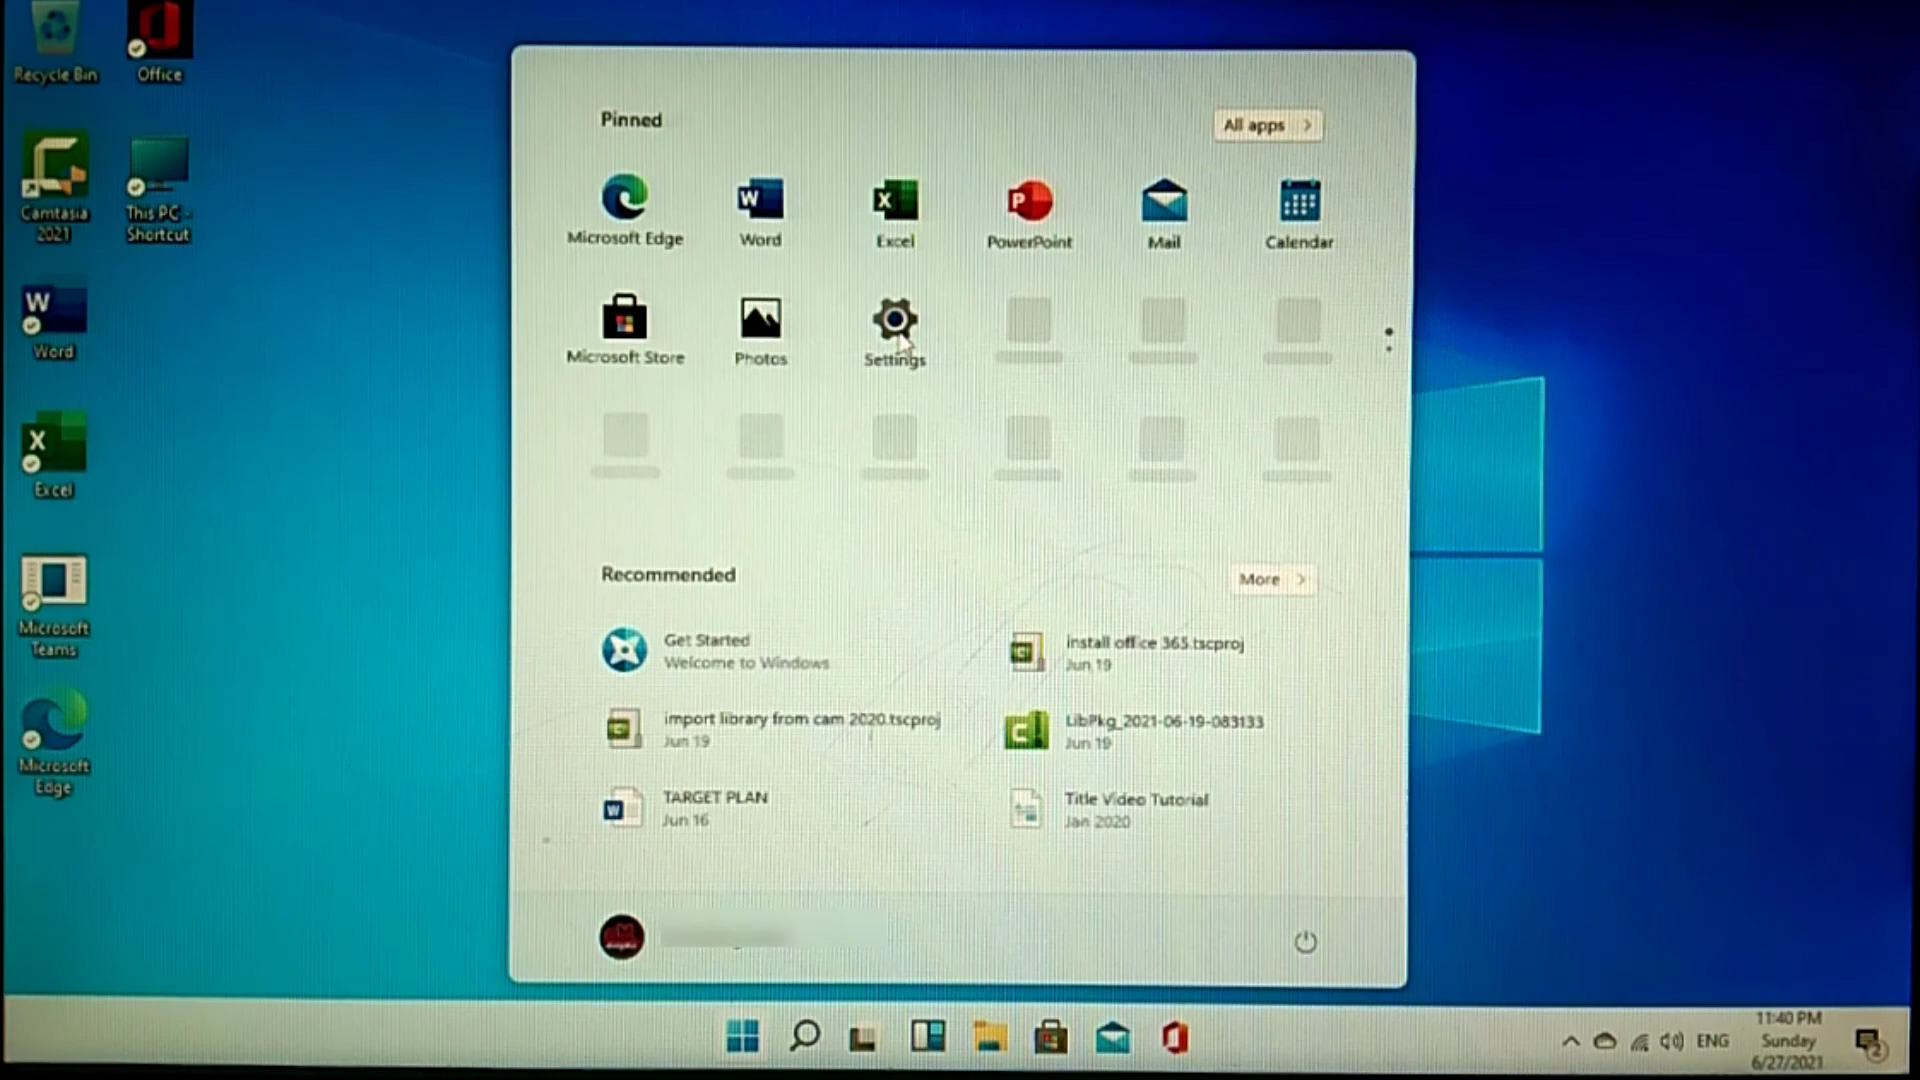 Recycle Bin
Office
Camtasia
2021
This PC -
Shortcut
Word
Excel
Microsoft
Teams
Microsoft
Edge
Pinned
All apps
Microsoft Edge
Word
Excel
PowerPoint
Mail
Calendar
Microsoft Store
Photos
Settings
Recommended
More
Get Started
Welcome to Windows
install office 365.tscproj
Jun 19
import library from cam 2020.tscproj
Jun 19
LibPkg_2021-06-19-083133
Jun 19
TARGET PLAN
Jun 16
Title Video Tutorial
Jan 2020
ENG
11:40 PM
Sunday
6/27/2021
2